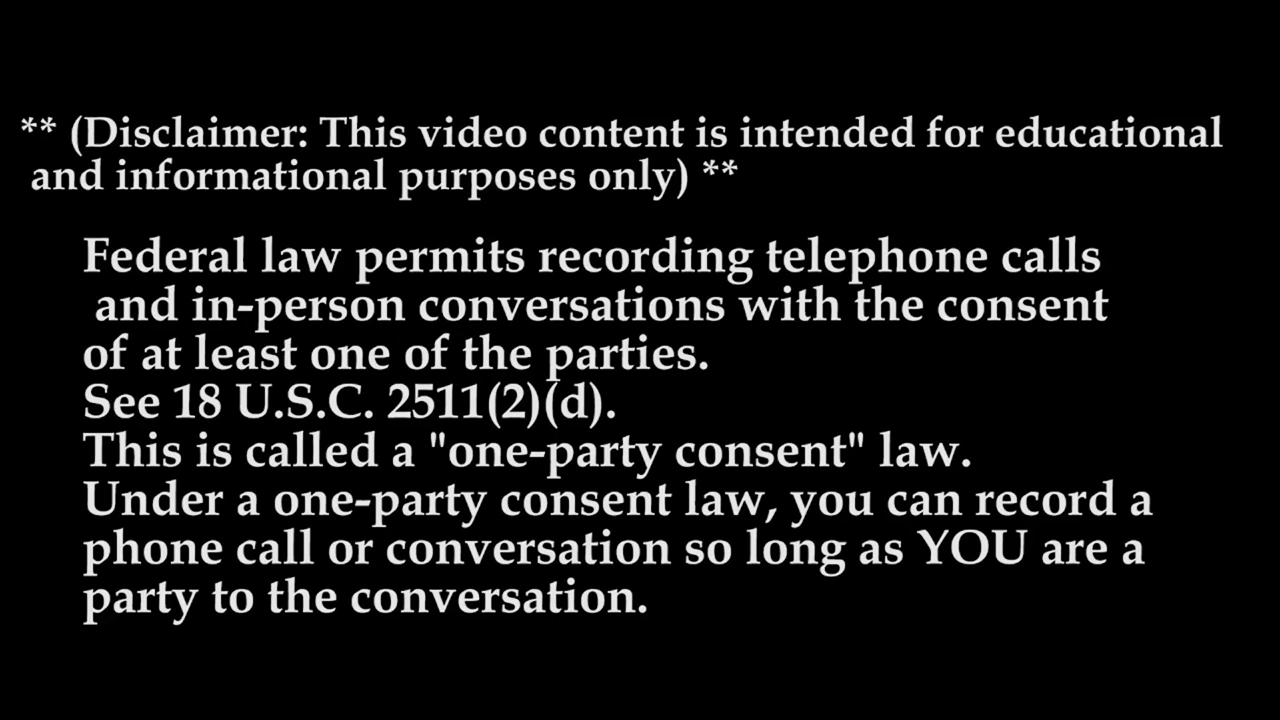 ** (Disclaimer: This video content is intended for educational
and informational purposes only) **
Federal law permits recording telephone calls
and in-person conversations with the consent
of at least one of the parties.
See 18 U.S.C. 2511(2)(d).
This is called a "one-party consent" law.
Under a one-party consent law, you can record a
phone call or conversation so long as YOU are a
party to the conversation.